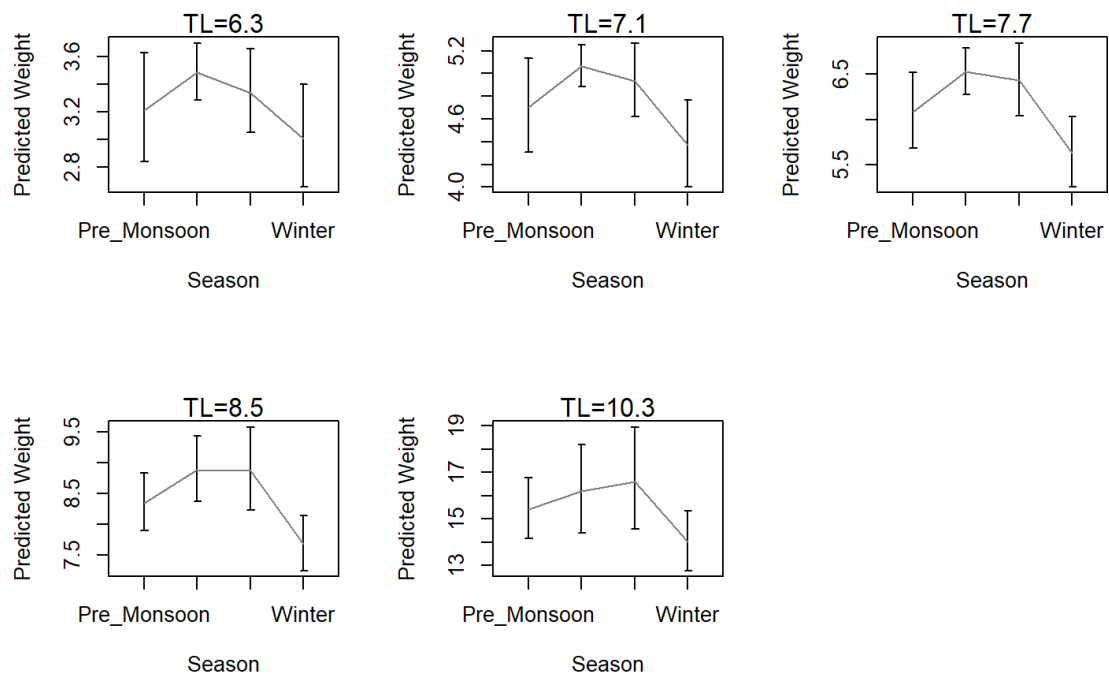 TL=6.3
Predicted Weight
3.6
3.2
2.8
Pre_Monsoon Winter
Season
TL=7.1
Predicted Weight
5.2
4.6
4.0
Pre_Monsoon Winter
Season
TL=7.7
Predicted Weight
6.5
5.5
Pre_Monsoon Winter
Season
TL=8.5
Predicted Weight
9.5
8.5
7.5
Pre_Monsoon Winter
Season
TL=10.3
Predicted Weight
19
17
15
13
Pre_Monsoon Winter
Season